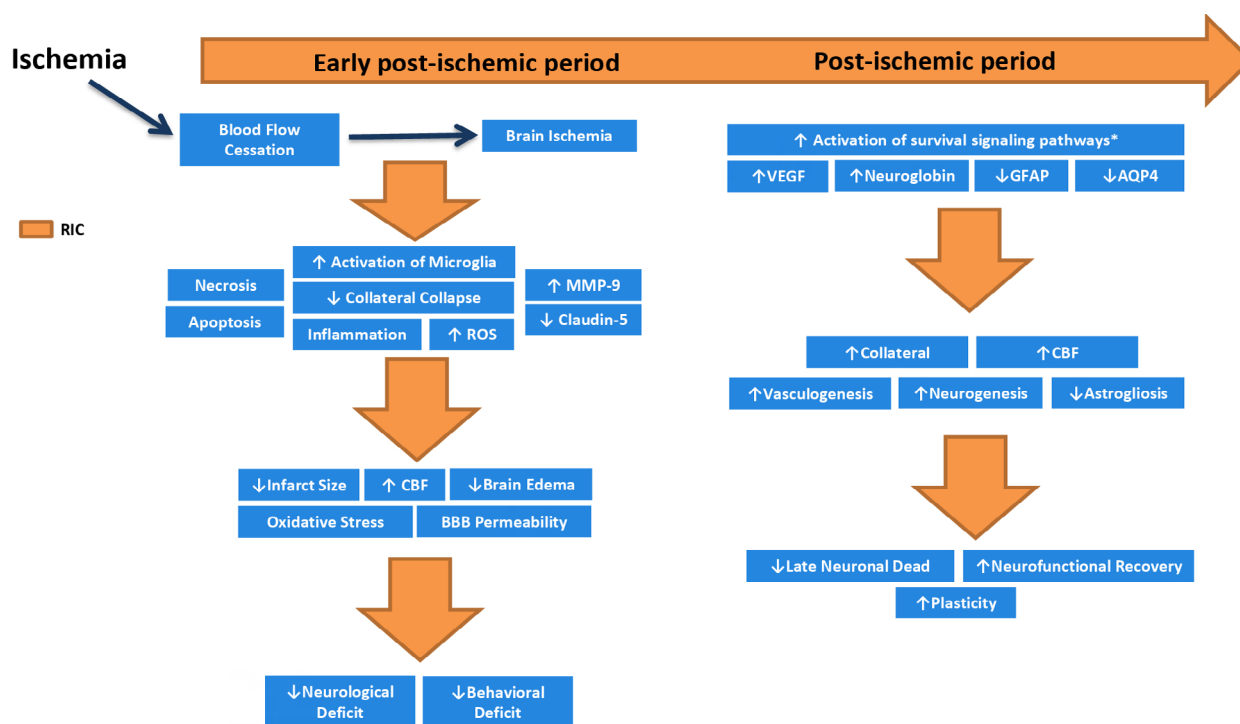 Ischemia
Early post-ischemic period
Post-ischemic period
Blood Flow
Cessation
Brain Ischemia
RIC
↑ Activation of Microglia
Necrosis
↓ Collateral Collapse
↑ MMP-9
Apoptosis
Inflammation
↑ ROS
↓ Claudin-5
↓Infarct Size
↑ CBF
↓Brain Edema
Oxidative Stress
BBB Permeability
↓Neurological
Deficit
↓Behavioral
Deficit
↑ Activation of survival signaling pathways*
↑VEGF
↑Neuroglobin
↓GFAP
↓AQP4
↑Collateral
↑CBF
↑Vasculogenesis
↑Neurogenesis
↓Astrogliosis
↓Late Neuronal Dead
↑Neurofunctional Recovery
↑Plasticity